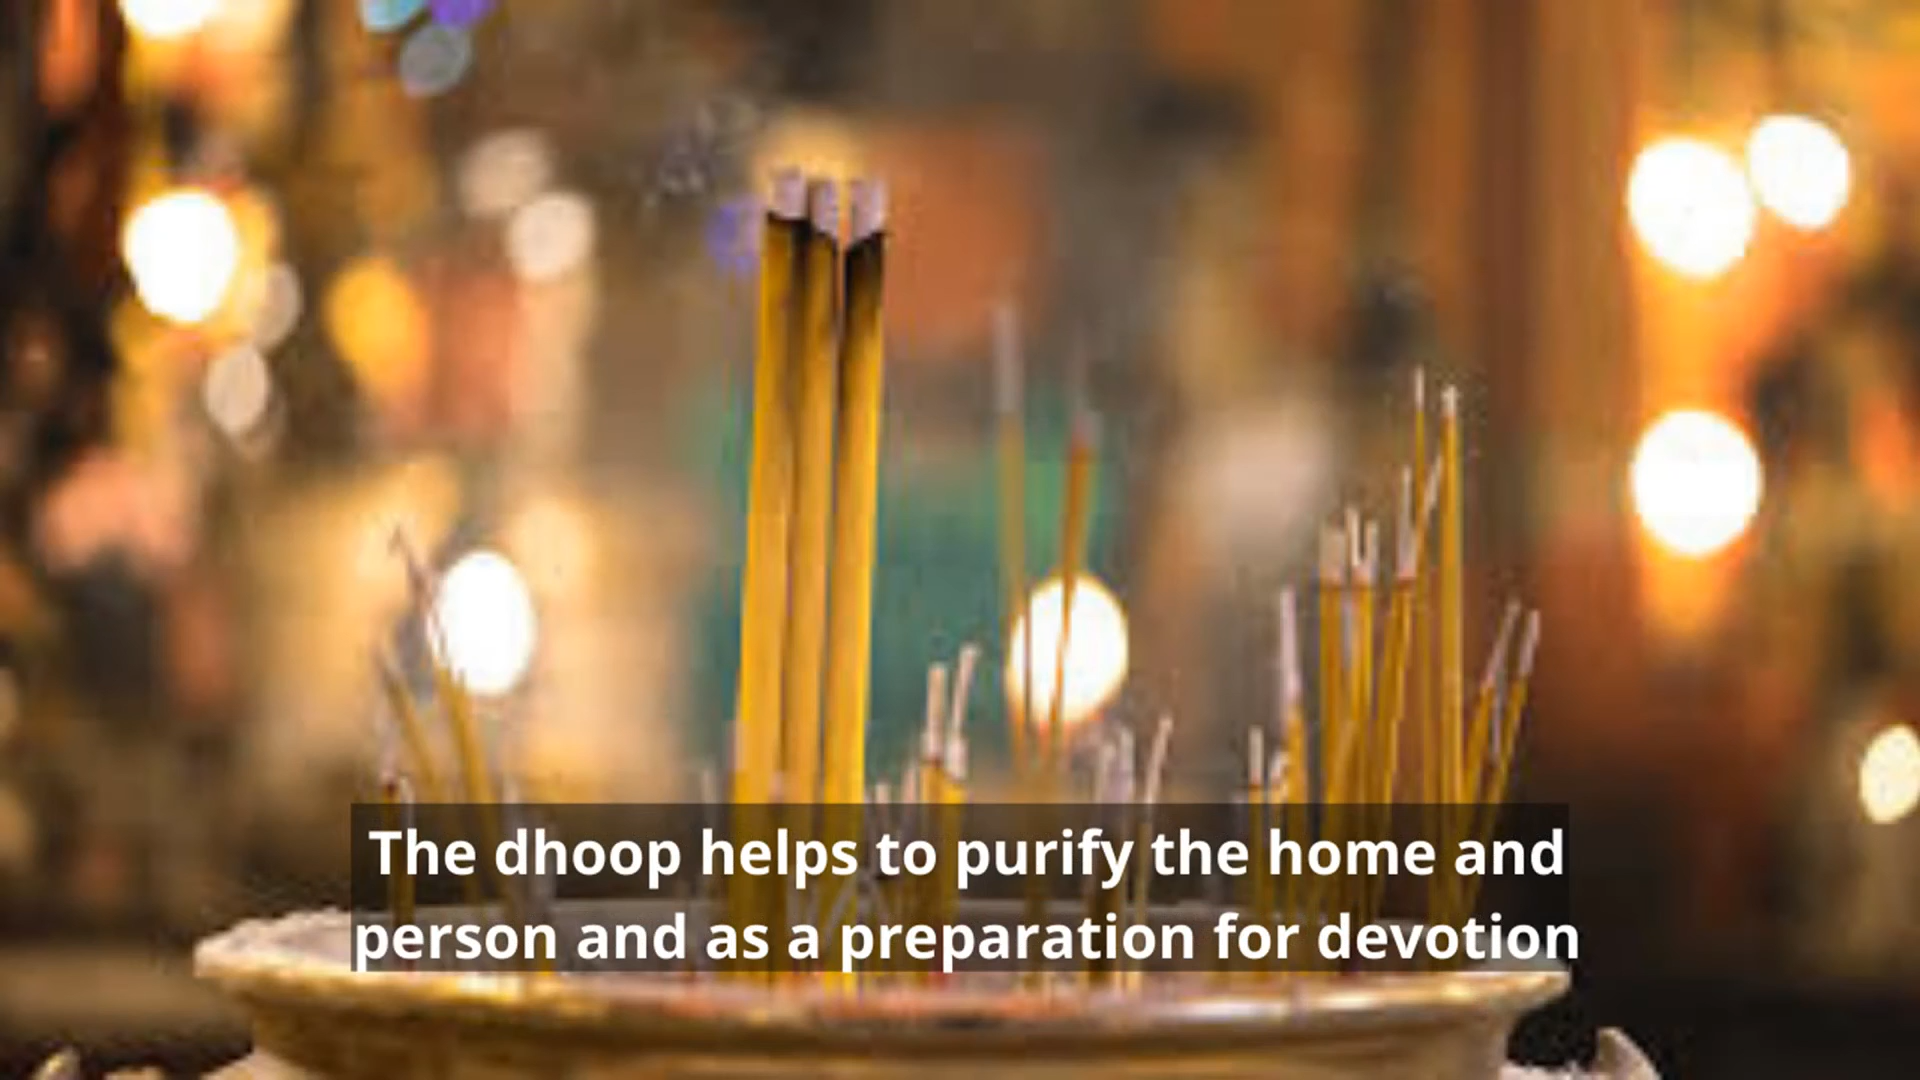 The dhoop helps to purify the home and
person and as a preparation for devotion